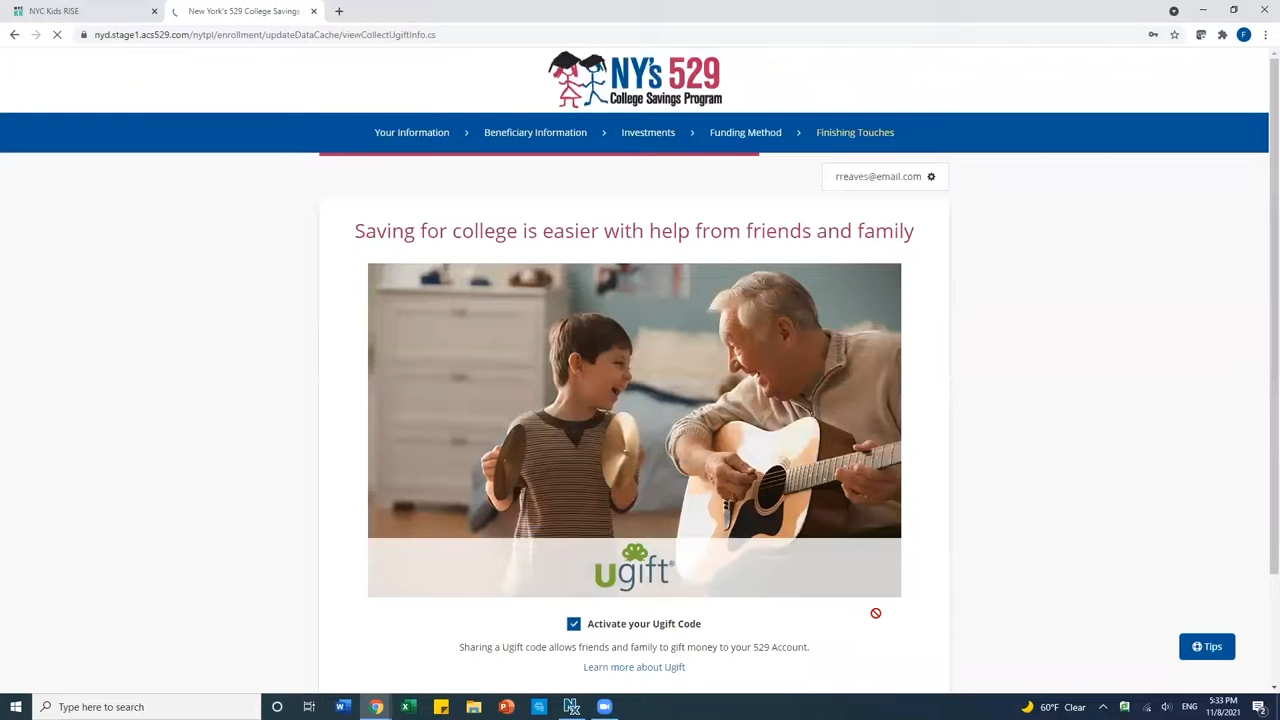 NYC Kids RISE
New York's 529 College Savings
nyd.stage1.acs529.com/nytpl/enrollment/updateDataCache/viewCollectUgiftInfo.cs
F
NY's 529
College Savings Program
Your Information > Beneficiary Information > Investments > Funding Method > Finishing Touches
rreaves@email.com
Saving for college is easier with help from friends and family
ugift®
Activate your Ugift Code
Sharing a Ugift code allows friends and family to gift money to your 529 Account.
Learn more about Ugift
Tips
Type here to search
60°F Clear
ENG
5:33 PM
11/8/2021
2